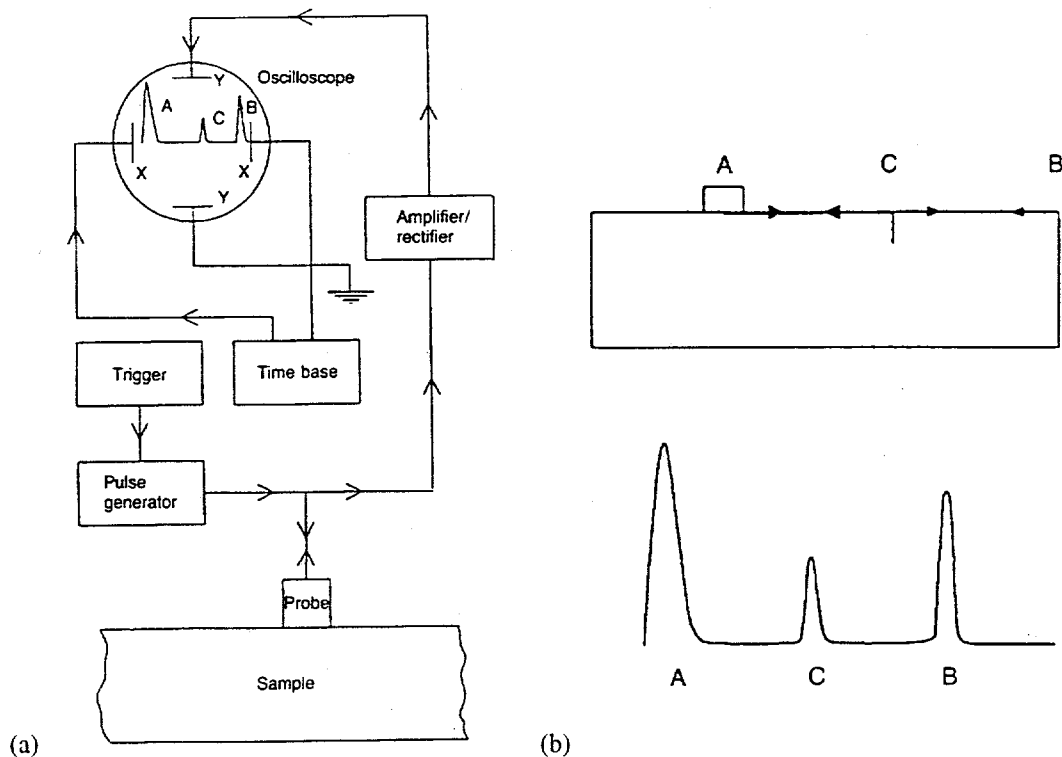 Oscilloscope
Y
A
B
C
X
X
Y
Amplifier/
rectifier
Trigger
Time base
Pulse
generator
Probe
Sample
(a)
A
C
B
A
C
B
(b)